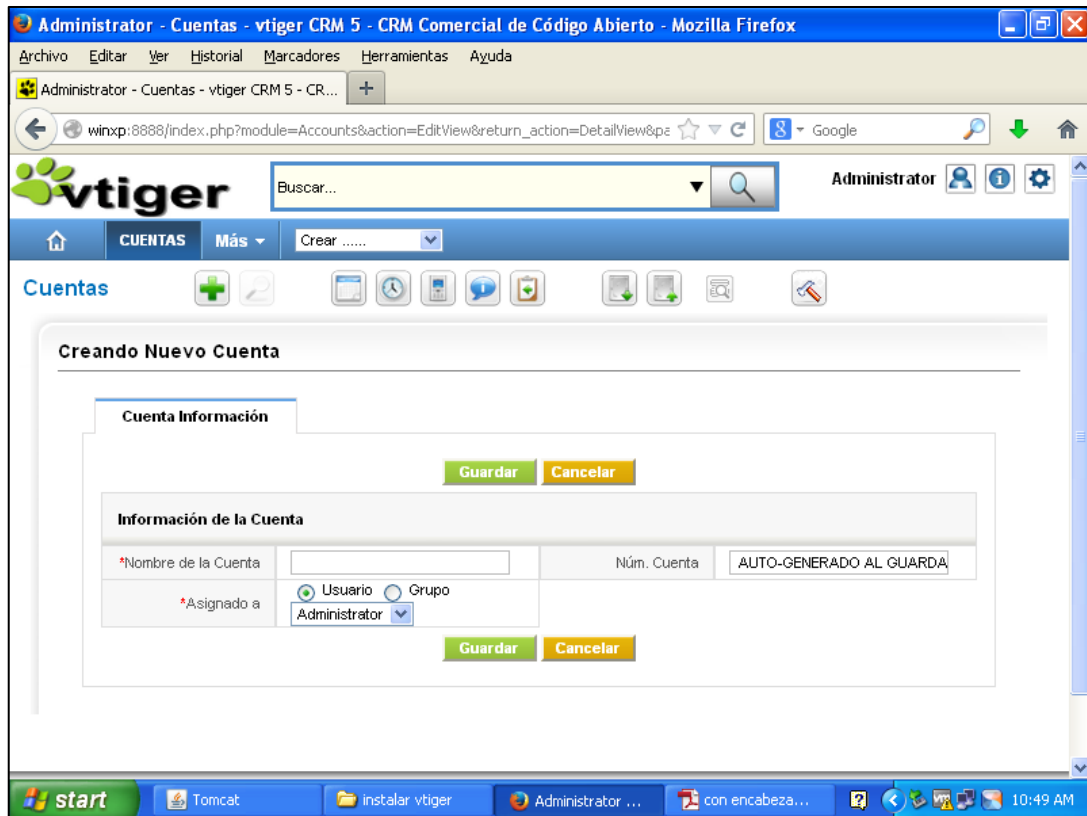 Administrator - Cuentas - vtiger CRM 5 - CRM Comercial de Código Abierto - Mozilla Firefox
Archivo Editar Ver Historial Marcadores Herramientas Ayuda
Administrator - Cuentas - vtiger CRM 5 - CR...
winxp:8888/index.php?module=Accounts&action=EditView&return_action=DetailView&pa
Google
vtiger
Buscar...
Administrator
CUENTAS Más Crear ......
Cuentas
Creando Nuevo Cuenta
Cuenta Información
Guardar Cancelar
Información de la Cuenta
*Nombre de la Cuenta Núm. Cuenta AUTO-GENERADO AL GUARDA
*Asignado a Usuario Grupo
Administrator
Guardar Cancelar
start Tomcat instalar vtiger Administrator ... con encabeza... 10:49 AM